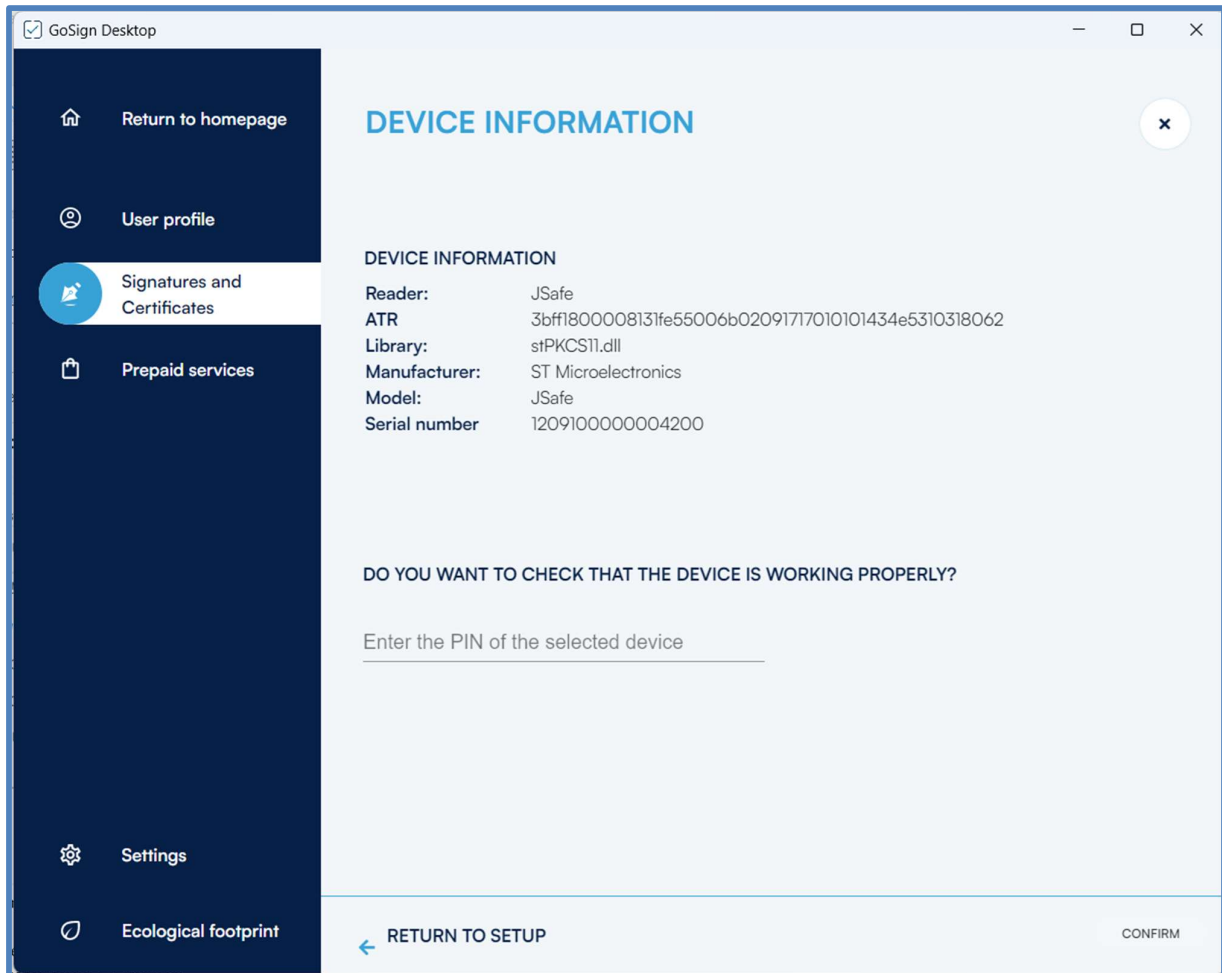 GoSign Desktop
Return to homepage
User profile
Signatures and
Certificates
Prepaid services
Settings
Ecological footprint
DEVICE INFORMATION
DEVICE INFORMATION
Reader: JSafe
ATR 3bff1800008131fe55006b02091717010101434e5310318062
Library: stPKCS11.dll
Manufacturer: ST Microelectronics
Model: JSafe
Serial number 1209100000004200
DO YOU WANT TO CHECK THAT THE DEVICE IS WORKING PROPERLY?
Enter the PIN of the selected device
RETURN TO SETUP
CONFIRM